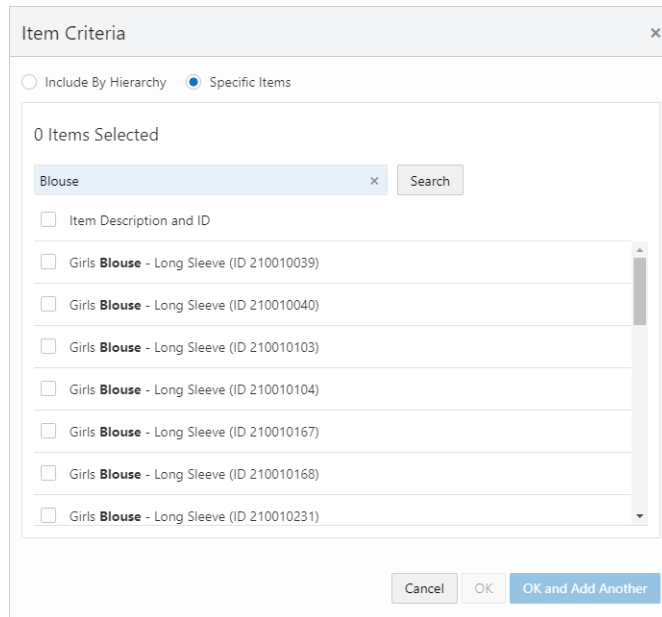 Item Criteria
Include By Hierarchy Specific Items
0 Items Selected
Blouse Search
Item Description and ID
Girls Blouse - Long Sleeve (ID 210010039)
Girls Blouse - Long Sleeve (ID 210010040)
Girls Blouse - Long Sleeve (ID 210010103)
Girls Blouse - Long Sleeve (ID 210010104)
Girls Blouse - Long Sleeve (ID 210010167)
Girls Blouse - Long Sleeve (ID 210010168)
Girls Blouse - Long Sleeve (ID 210010231)
Cancel OK OK and Add Another